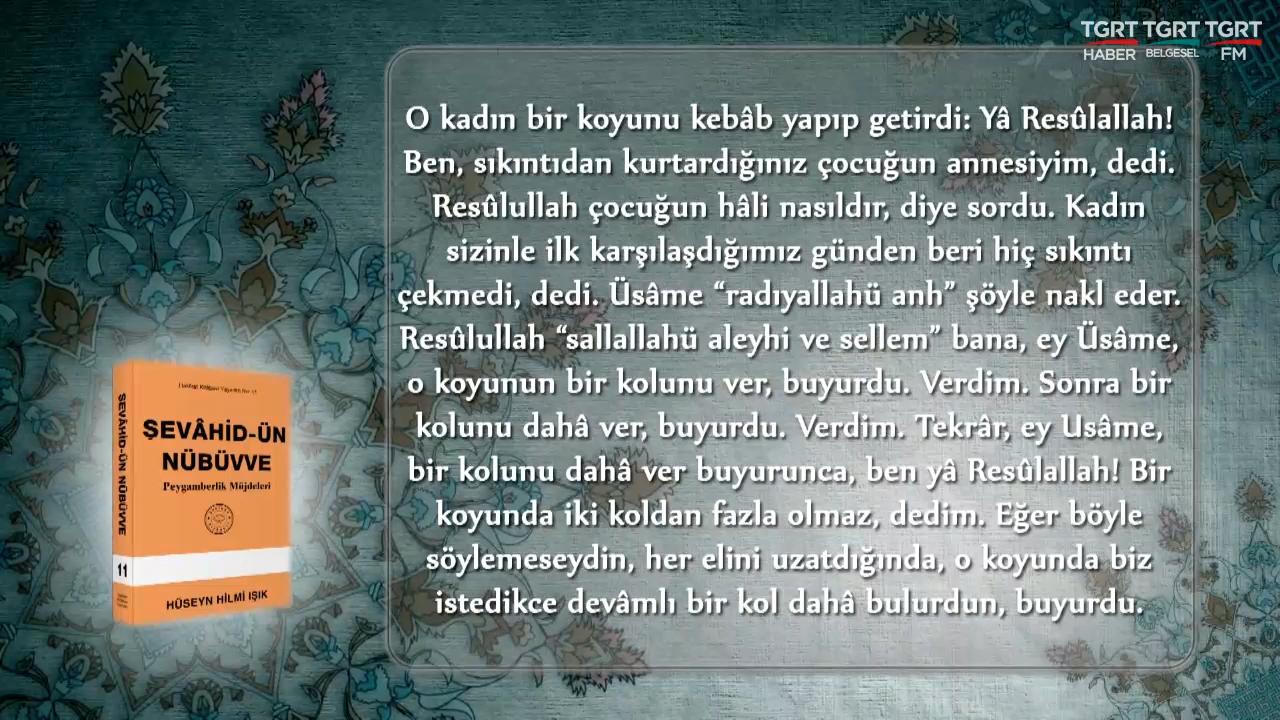 TGRT TGRT TGRT
HABER BELGESEL FM
O kadın bir koyunu kebâb yapıp getirdi: Yâ Resûlallah!
Ben, sıkıntıdan kurtardığınız çocuğun annesiyim, dedi.
Resûlullah çocuğun hâli nasıldır, diye sordu. Kadın
sizinle ilk karşılaşdığımız günden beri hiç sıkıntı
çekmedi, dedi. Üsâme “radıyallahü anh” şöyle nakl eder.
Resûlullah “sallallahü aleyhi ve sellem” bana, ey Üsâme,
o koyunun bir kolunu ver, buyurdu. Verdim. Sonra bir
kolunu dahâ ver, buyurdu. Verdim. Tekrâr, ey Usâme,
bir kolunu dahâ ver buyurunca, ben yâ Resûlallah! Bir
koyunda iki koldan fazla olmaz, dedim. Eğer böyle
söylemeseydin, her elini uzatdığında, o koyunda biz
istedikce devâmlı bir kol dahâ bulurdun, buyurdu.
ŞEVÂHİD-ÜN
NÜBÜVVE
Peygamberlik Müjdeleri
HÜSEYN HİLMİ IŞIK
ŞEVÂHİD-ÜN NÜBÜVVE
11